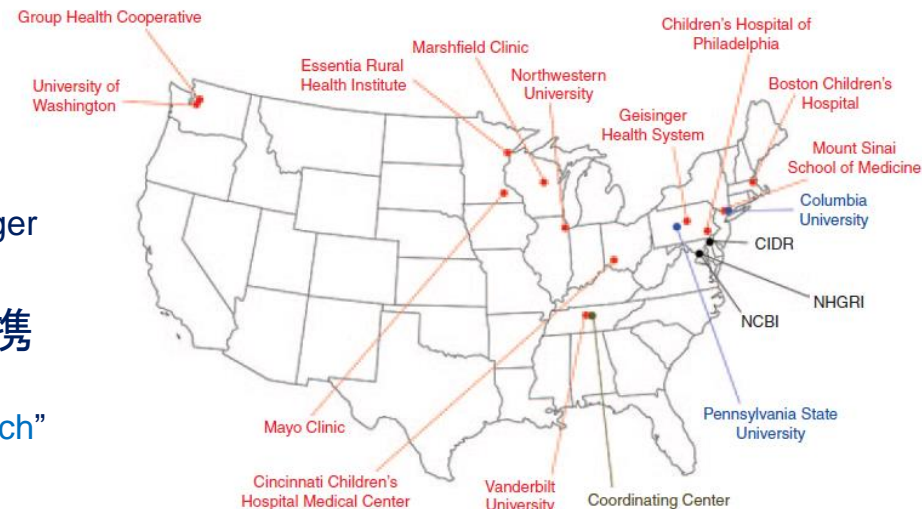 Group Health Cooperative
University of
Washington
Essentia Rural
Health Institute
Marshfield Clinic
Northwestern
University
Children's Hospital of
Philadelphia
Geisinger
Health System
Boston Children's
Hospital
Mount Sinai
School of Medicine
Columbia
University
CIDR
NHGRI
NCBI
Pennsylvania State
University
Mayo Clinic
Cincinnati Children's
Hospital Medical Center
Vanderbilt
University
Coordinating Center
ger
携
ch”